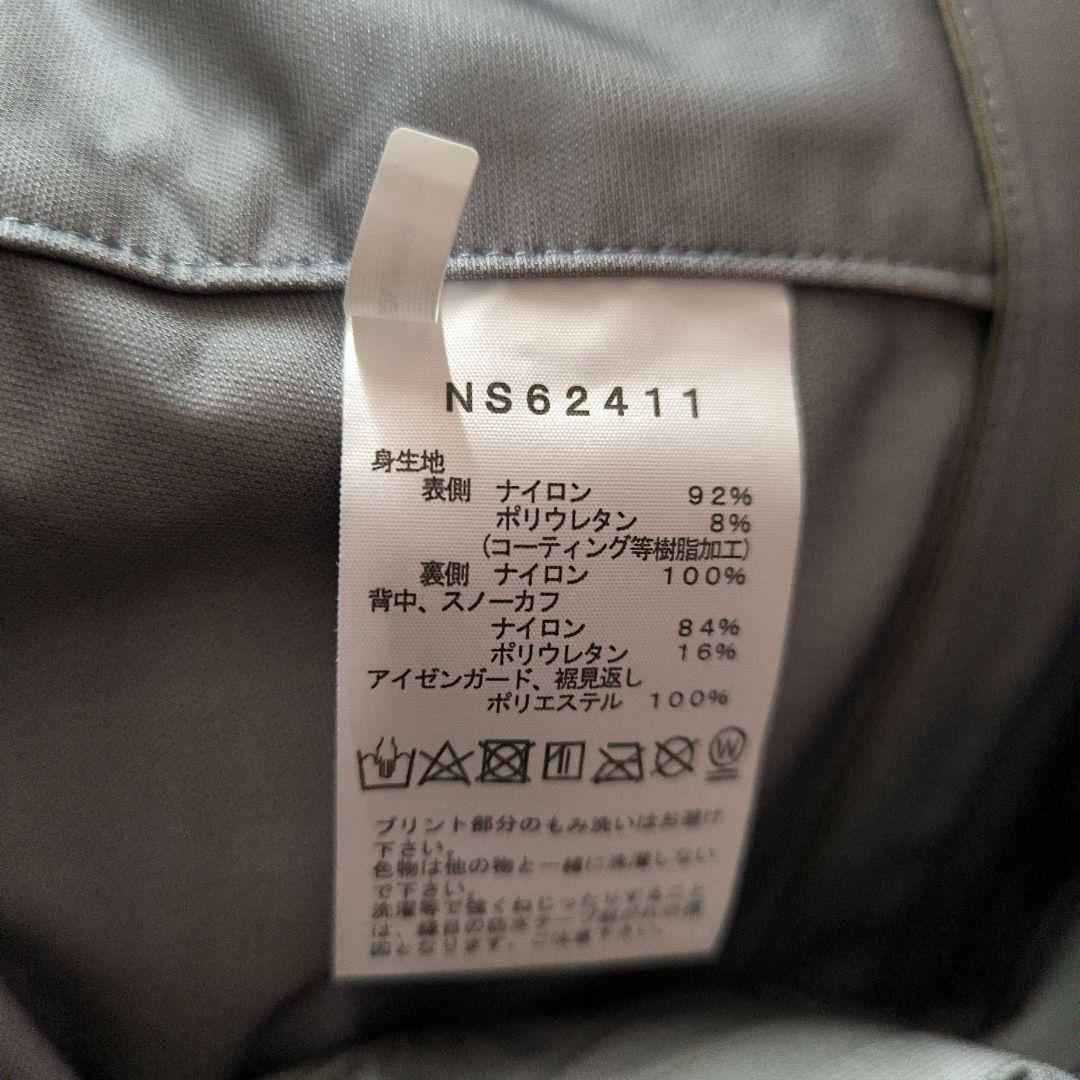 NS62411
身生地
表側 ナイロン 92%
ポリウレタン 8%
(コーティング等樹脂加工)
裏側 ナイロン 100%
背中、スノーカフ
ナイロン 84%
ポリウレタン 16%
アイゼンガード、裾見返し
ポリエステル 100%
W
プリント部分のもみ洗いはお避け
下さい。
色物は他の物と一緒に
で下さい。